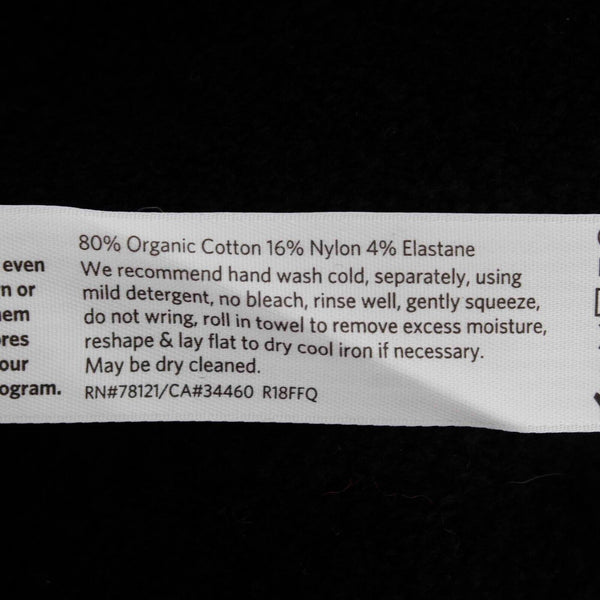 even
n or
em
res
our
ogram.
80% Organic Cotton 16% Nylon 4% Elastane
We recommend hand wash cold, separately, using
mild detergent, no bleach, rinse well, gently squeeze,
do not wring, roll in towel to remove excess moisture,
reshape & lay flat to dry cool iron if necessary.
May be dry cleaned.
RN#78121/CA#34460 R18FFQ